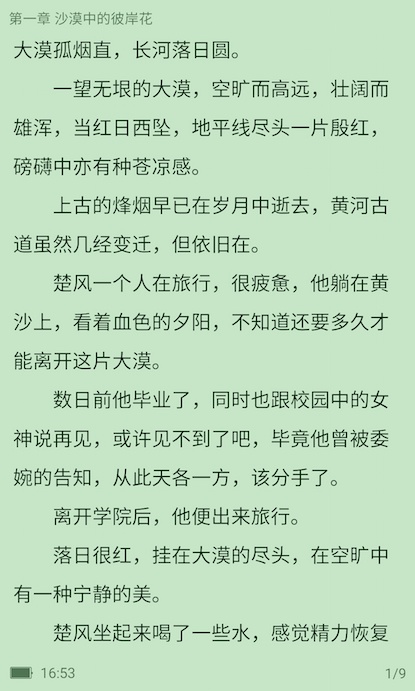 第一章 沙漠中的彼岸花
大漠孤烟直，长河落日圆。
一望无垠的大漠，空旷而高远，壮阔而
雄浑，当红日西坠，地平线尽头一片殷红，
磅礴中亦有种苍凉感。
上古的烽烟早已在岁月中逝去，黄河古
道虽然几经变迁，但依旧在。
楚风一个人在旅行，很疲惫，他躺在黄
沙上，看着血色的夕阳，不知道还要多久才
能离开这片大漠。
数日前他毕业了，同时也跟校园中的女
神说再见，或许见不到了吧，毕竟他曾被委
婉的告知，从此天各一方，该分手了。
离开学院后，他便出来旅行。
落日很红，挂在大漠的尽头，在空旷中
有一种宁静的美。
楚风坐起来喝了一些水，感觉精力恢复
16:53
1/9